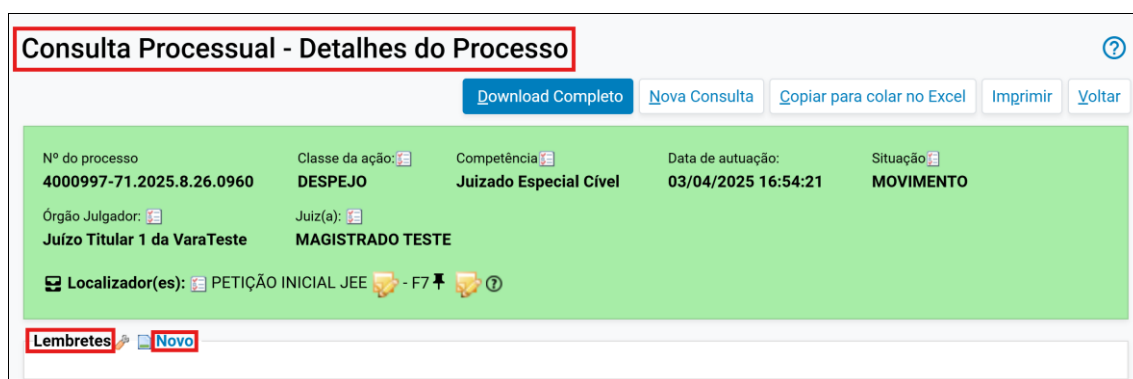 Consulta Processual - Detalhes do Processo
Download Completo Nova Consulta Copiar para colar no Excel Imprimir Voltar
Nº do processo Classe da ação: Competência Data de autuação: Situação
4000997-71.2025.8.26.0960 DESPEJO Juizado Especial Cível 03/04/2025 16:54:21 MOVIMENTO
Órgão Julgador: Juiz(a):
Juízo Titular 1 da VaraTeste MAGISTRADO TESTE
Localizador(es): PETIÇÃO INICIAL JEE - F7
Lembretes Novo